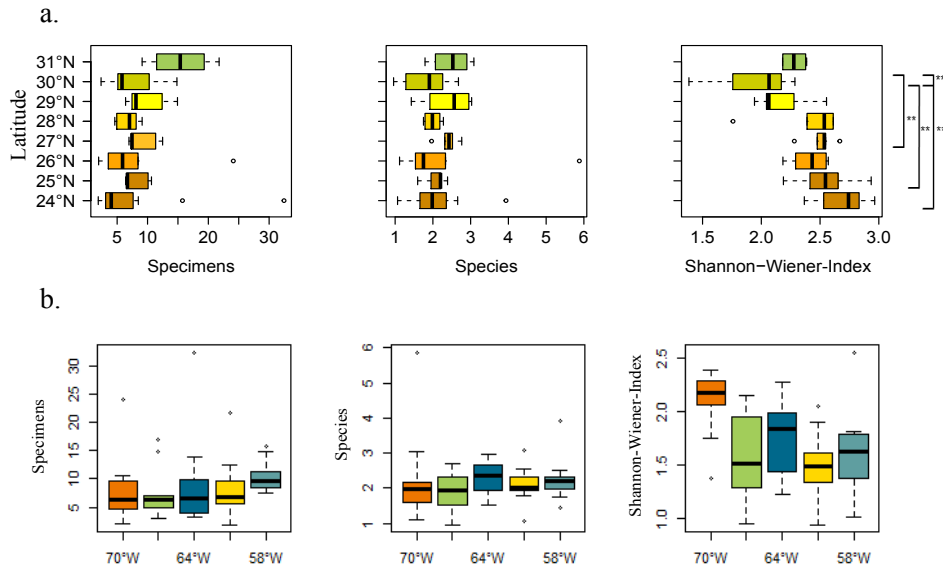 a.
Latitude
31°N
30°N
29°N
28°N
27°N
26°N
25°N
24°N
5 10 20 30
Specimens
1 2 3 4 5 6
Species
1.5 2.0 2.5 3.0
Shannon−Wiener-Index
**
**
**
**
b.
Specimens
5 10 15 20 25 30
70°W 64°W 58°W
Species
1 2 3 4 5 6
70°W 64°W 58°W
Shannon-Wiener-Index
1.0 1.5 2.0 2.5
70°W 64°W 58°W